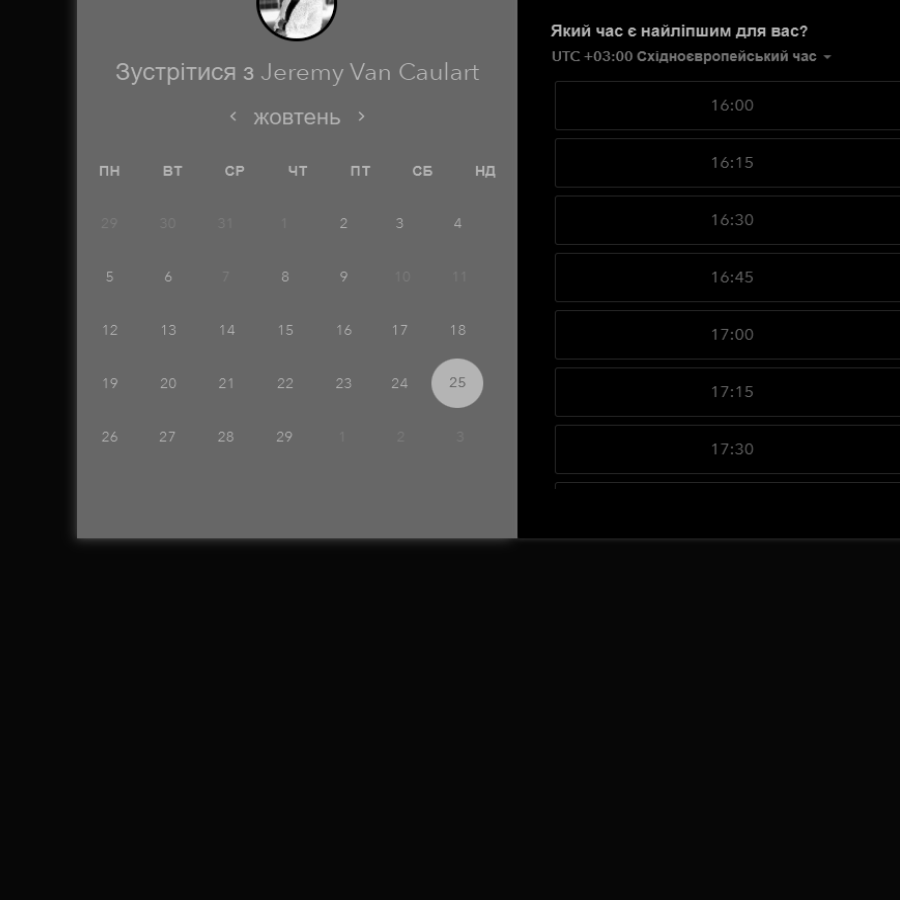 Зустрітися з Jeremy Van Caulart
жовтень
ПН ВТ СР ЧТ ПТ СБ НД
29 30 31 1 2 3 4
5 6 7 8 9 10 11
12 13 14 15 16 17 18
19 20 21 22 23 24 25
26 27 28 29 1 2 3
Який час є найліпшим для вас?
UTC +03:00 Східноєвропейський час
16:00
16:15
16:30
16:45
17:00
17:15
17:30